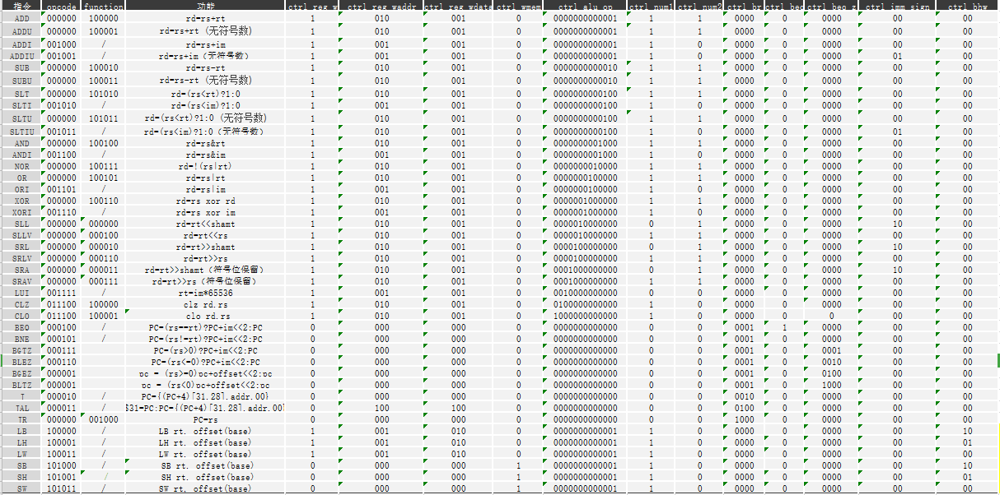 指令 opcode function 功能 ctrl_reg_w ctrl_reg_waddr ctrl_reg_wdata ctrl_wmem ctrl_alu_op ctrl_num1 ctrl_num2 ctrl_br ctrl_beq ctrl_beq_z ctrl_imm_sign ctrl_bhw
ADD 000000 100000 rd=rs+rt 1 010 001 0 0000000000001 1 1 0000 0 0000 00 00
ADDU 000000 100001 rd=rs+rt (无符号数) 1 010 001 0 0000000000001 1 1 0000 0 0000 00 00
ADDI 001000 / rd=rs+im 1 001 001 0 0000000000001 1 0 0000 0 0000 00 00
ADDIU 001001 / rd=rs+im (无符号数) 1 001 001 0 0000000000001 1 0 0000 0 0000 01 00
SUB 000000 100010 rd=rs-rt 1 010 001 0 0000000000010 1 1 0000 0 0000 00 00
SUBU 000000 100011 rd=rs-rt (无符号数) 1 010 001 0 0000000000010 1 1 0000 0 0000 00 00
SLT 000000 101010 rd=(rs<rt)?1:0 1 010 001 0 0000000000100 1 1 0000 0 0000 00 00
SLTI 001010 / rd=(rs<im)?1:0 1 001 001 0 0000000000100 1 0 0000 0 0000 00 00
SLTU 000000 101011 rd=(rs<rt)?1:0 (无符号数) 1 010 001 0 0000000000100 1 1 0000 0 0000 00 00
SLTIU 001011 / rd=(rs<im)?1:0 (无符号数) 1 010 001 0 0000000000100 1 0 0000 0 0000 01 00
AND 000000 100100 rd=rs&rt 1 010 001 0 0000000001000 1 1 0000 0 0000 00 00
ANDI 001100 / rd=rs&im 1 001 001 0 0000000001000 1 0 0000 0 0000 00 00
NOR 000000 100111 rd=!(rs|rt) 1 010 001 0 0000000010000 1 1 0000 0 0000 00 00
OR 000000 100101 rd=rs|rt 1 010 001 0 0000000100000 1 1 0000 0 0000 00 00
ORI 001101 / rd=rs|im 1 001 001 0 0000000100000 1 0 0000 0 0000 00 00
XOR 000000 100110 rd=rs xor rd 1 010 001 0 0000001000000 1 1 0000 0 0000 00 00
XORI 001110 / rd=rs xor im 1 001 001 0 0000001000000 1 0 0000 0 0000 00 00
SLL 000000 000000 rd=rt<<shamt 1 010 001 0 0000010000000 0 1 0000 0 0000 10 00
SLLV 000000 000100 rd=rt<<rs 1 010 001 0 0000010000000 1 1 0000 0 0000 00 00
SRL 000000 000010 rd=rt>>shamt 1 010 001 0 0000100000000 0 1 0000 0 0000 10 00
SRLV 000000 000110 rd=rt>>rs 1 010 001 0 0000100000000 1 1 0000 0 0000 00 00
SRA 000000 000011 rd=rt>>shamt (符号位保留) 1 010 001 0 0001000000000 0 1 0000 0 0000 10 00
SRAV 000000 000111 rd=rt>>rs (符号位保留) 1 010 001 0 0001000000000 1 1 0000 0 0000 00 00
LUI 001111 / rt=im*65536 1 001 001 0 0010000000000 0 0 0000 0 0000 00 00
CLZ 011100 100000 clz rd,rs 1 010 001 0 0100000000000 1 0 0000 0 0000 00 00
CLO 011100 100001 clo rd,rs 1 010 001 0 1000000000000 1 0 0000 0 0 00 00
BEQ 000100 / PC=(rs==rt)?PC+im<<2:PC 0 000 000 0 0000000000001 0 0 0001 1 0000 00 00
BNE 000101 / PC=(rs!=rt)?PC+im<<2:PC 0 000 000 0 0000000000001 0 0 0001 0 0000 00 00
BGTZ 000111 PC=(rs>0)?PC+im<<2:PC 0 000 000 0 0000000000001 0 0 0001 0 0001 00 00
BLEZ 000110 PC=(rs<=0)?PC+im<<2:PC 0 000 000 0 0000000000001 0 0 0001 0 0010 00 00
BGEZ 000001 pc = (rs>=0)pc+offset<<2:pc 0 000 000 0 0000000000001 0 0 0001 0 0100 00 00
BLTZ 000001 pc = (rs<0)pc+offset<<2:pc 0 000 000 0 0000000000001 0 0 0001 0 1000 00 00
J 000010 / PC={(PC+4)[31,28],addr,00} 0 000 000 0 0000000000001 0 0 0010 0 0000 00 00
JAL 000011 / $31=PC;PC={(PC+4)[31,28],addr,00} 0 100 100 0 0000000000001 0 0 0100 0 0000 00 00
JR 000000 001000 PC=rs 0 000 000 0 0000000000001 0 0 1000 0 0000 00 00
LB 100000 / LB rt, offset(base) 1 001 010 0 0000000000001 1 0 0000 0 0000 00 10
LH 100001 / LH rt, offset(base) 1 001 010 0 0000000000001 1 0 0000 0 0000 00 01
LW 100011 / LW rt, offset(base) 1 001 010 0 0000000000001 1 0 0000 0 0000 00 00
SB 101000 / SB rt, offset(base) 0 000 000 1 0000000000001 1 0 0000 0 0000 00 10
SH 101001 / SH rt, offset(base) 0 000 000 1 0000000000001 1 0 0000 0 0000 00 01
SW 101011 / SW rt, offset(base) 0 000 000 1 0000000000001 1 0 0000 0 0000 00 00